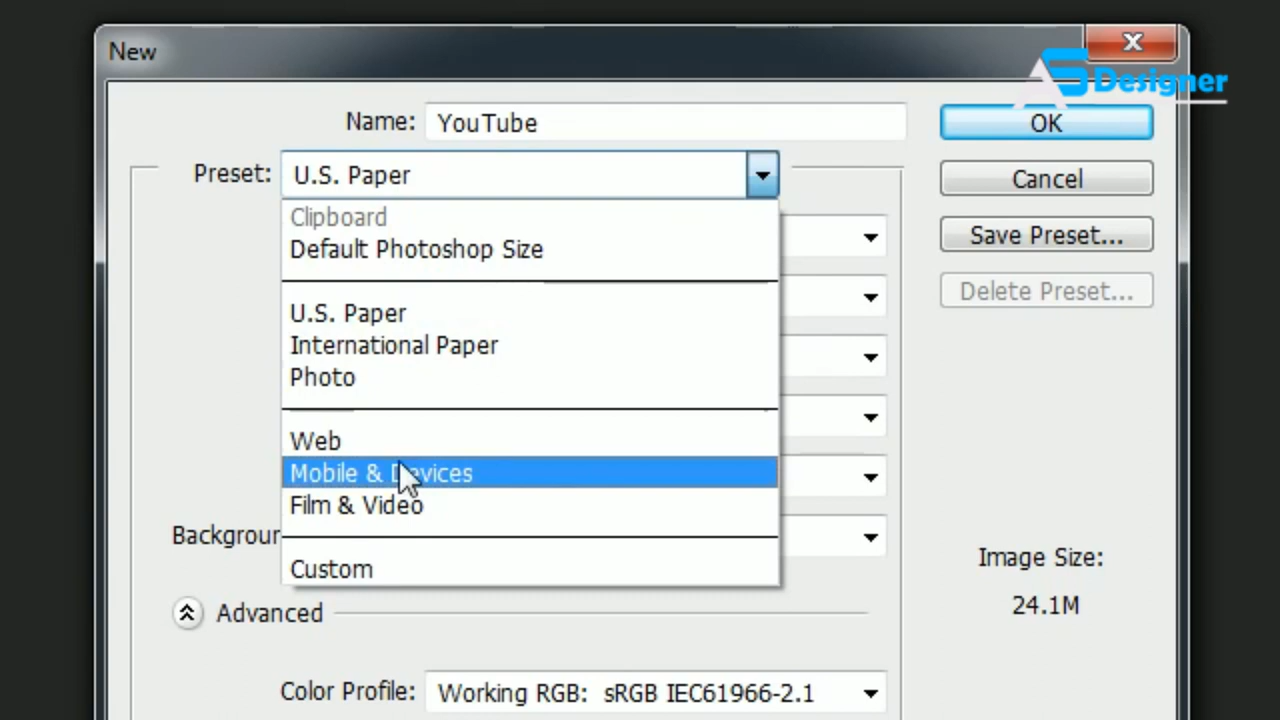 New
AS Designer
Name: YouTube
OK
Preset: U.S. Paper
Cancel
Clipboard
Default Photoshop Size
Save Preset...
Delete Preset...
U.S. Paper
International Paper
Photo
Web
Mobile & Devices
Film & Video
Backgroun
Custom
Image Size:
24.1M
Advanced
Color Profile: Working RGB: sRGB IEC61966-2.1